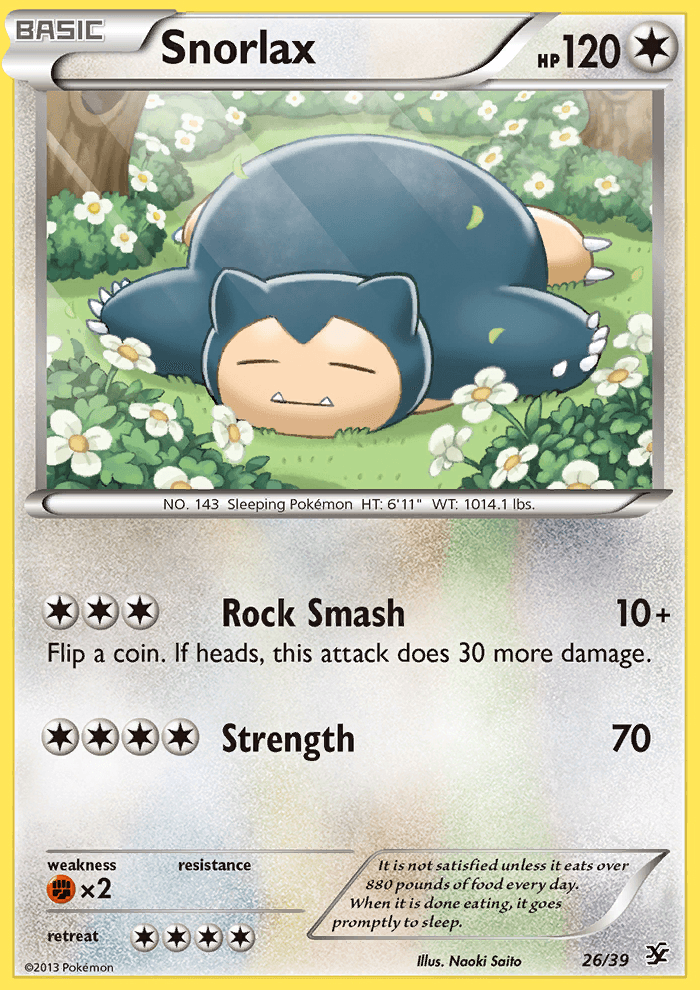 BASIC
Snorlax
HP 120
NO. 143 Sleeping Pokémon HT: 6'11" WT: 1014.1 lbs.
Rock Smash 10+
Flip a coin. If heads, this attack does 30 more damage.
Strength 70
weakness resistance
×2
It is not satisfied unless it eats over
880 pounds of food every day.
When it is done eating, it goes
promptly to sleep.
retreat
Illus. Naoki Saito 26/39
©2013 Pokémon